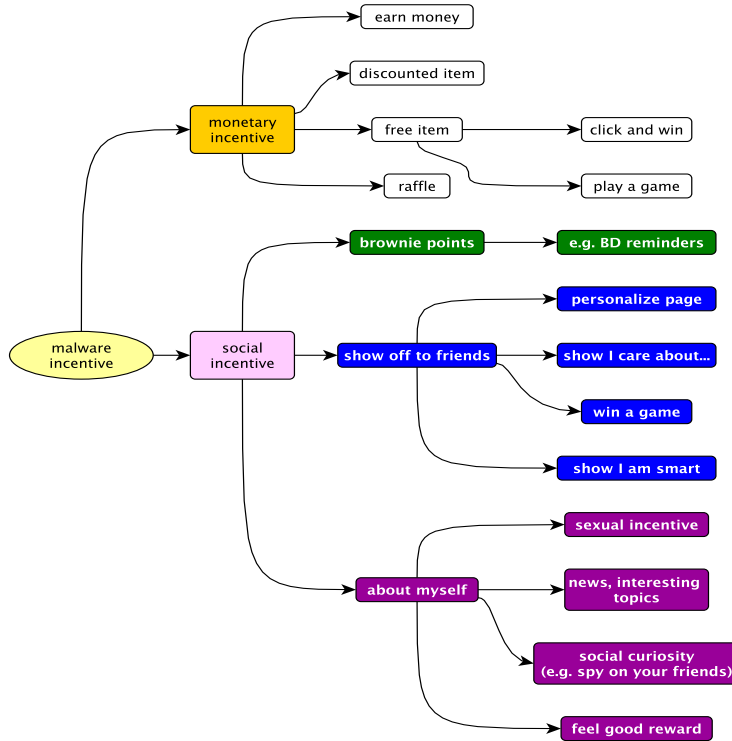 earn money
discounted item
monetary
incentive
free item
click and win
raffle
play a game
brownie points
e.g. BD reminders
personalize page
malware
incentive
social
incentive
show off to friends
show I care about...
win a game
show I am smart
sexual incentive
about myself
news, interesting
topics
social curiosity
(e.g. spy on your friends)
feel good reward